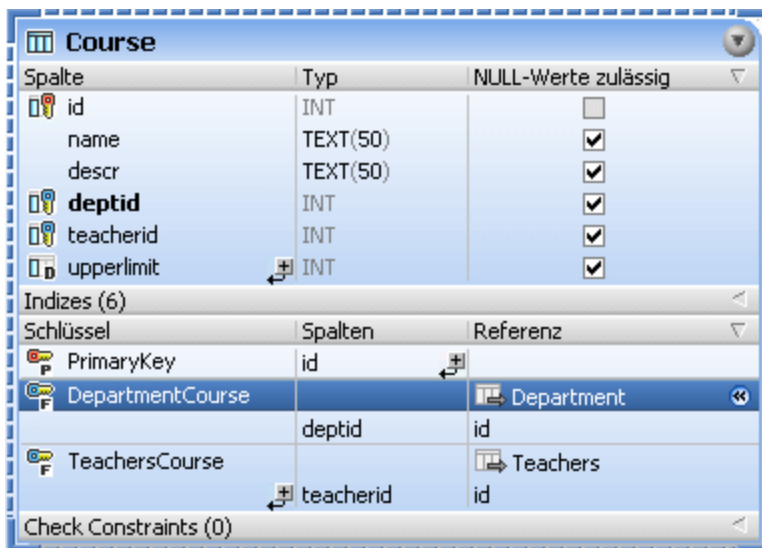 Course
Spalte Typ NULL-Werte zulässig
id INT
name TEXT(50)
descr TEXT(50)
deptid INT
teacherid INT
D upperlimit INT
Indizes (6)
Schlüssel Spalten Referenz
P PrimaryKey id
F DepartmentCourse Department
deptid id
F TeachersCourse Teachers
teacherid id
Check Constraints (0)